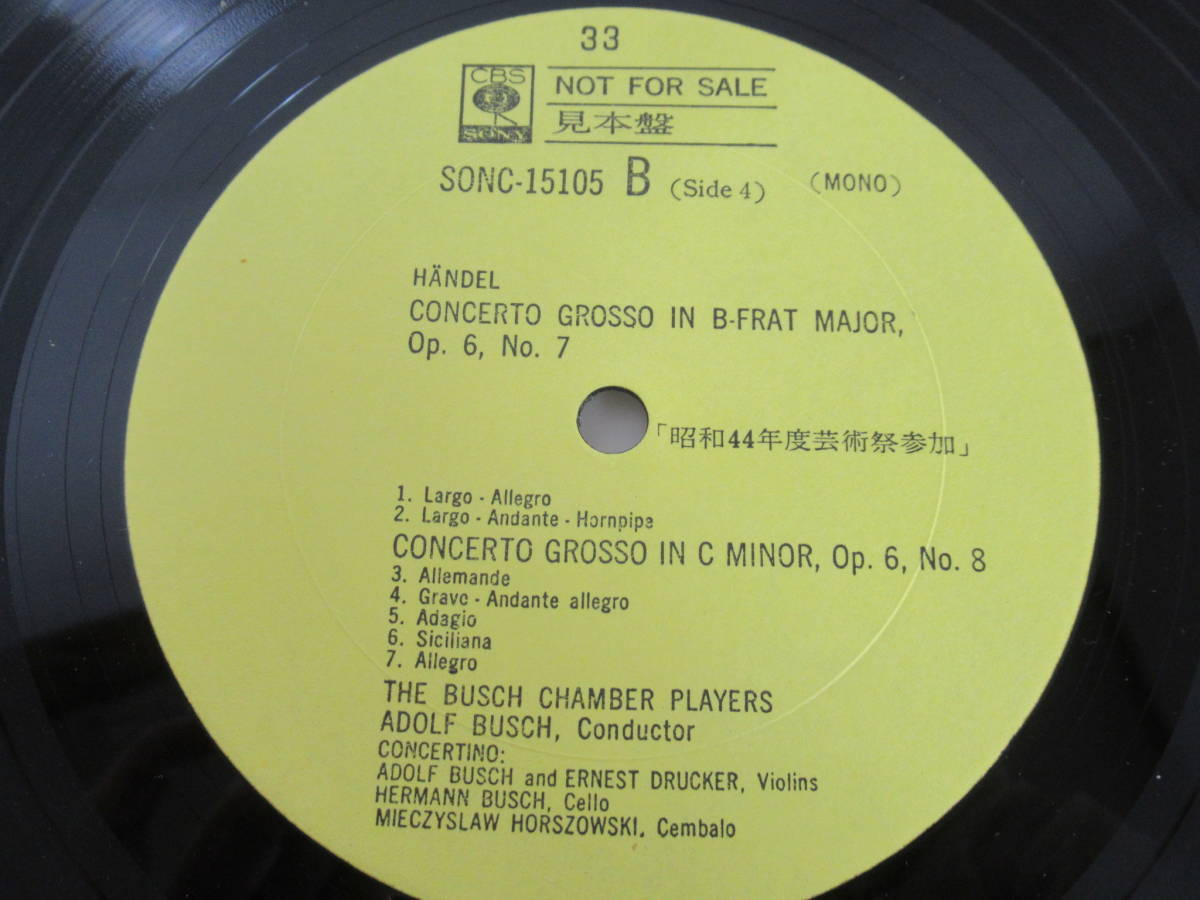 33
CBS
SONY
NOT FOR SALE
見本盤
SONC-15105 B (Side 4) (MONO)
HÄNDEL
CONCERTO GROSSO IN B-FRAT MAJOR,
Op. 6, No. 7
「昭和44年度芸術祭参加」
1. Largo - Allegro
2. Largo - Andante - Hornpipe
CONCERTO GROSSO IN C MINOR, Op. 6, No. 8
3. Allemande
4. Grave - Andante allegro
5. Adagio
6. Siciliana
7. Allegro
THE BUSCH CHAMBER PLAYERS
ADOLF BUSCH, Conductor
CONCERTINO:
ADOLF BUSCH and ERNEST DRUCKER, Violins
HERMANN BUSCH, Cello
MIECZYSLAW HORSZOWSKI, Cembalo